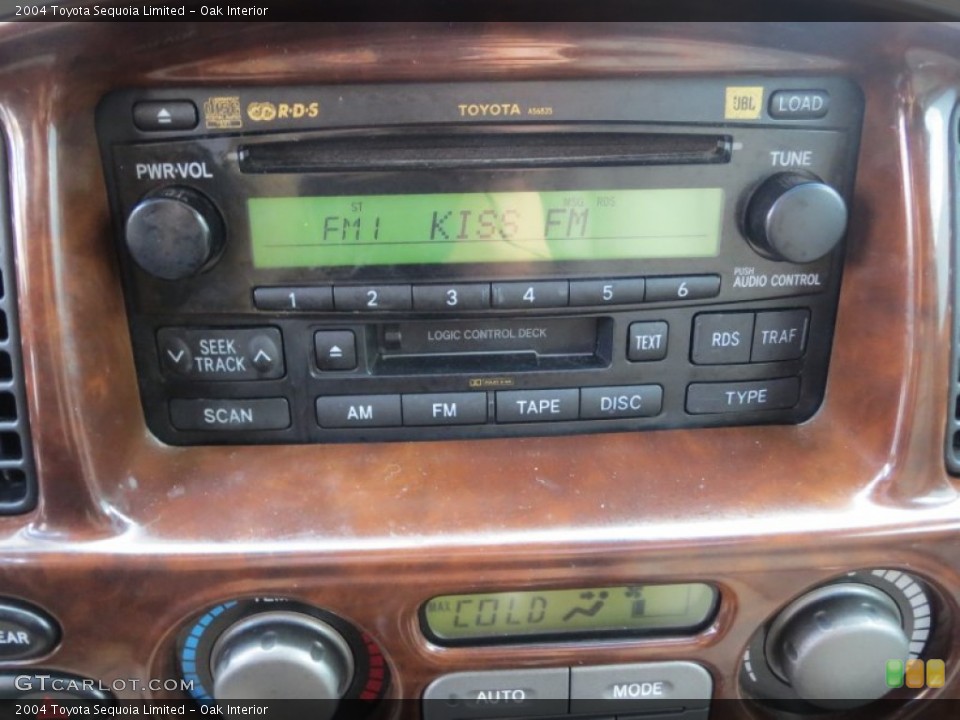 2004 Toyota Sequoia Limited - Oak Interior
R·D·S
TOYOTA
JBL
LOAD
PWR·VOL
TUNE
ST
MSG RDS
FM1 KISS FM
PUSH
AUDIO CONTROL
1 2 3 4 5 6
SEEK
TRACK
LOGIC CONTROL DECK
TEXT
RDS
TRAF
SCAN
AM
FM
TAPE
DISC
TYPE
MAX COLD
AUTO
MODE
GTCARLOT.COM
2004 Toyota Sequoia Limited - Oak Interior